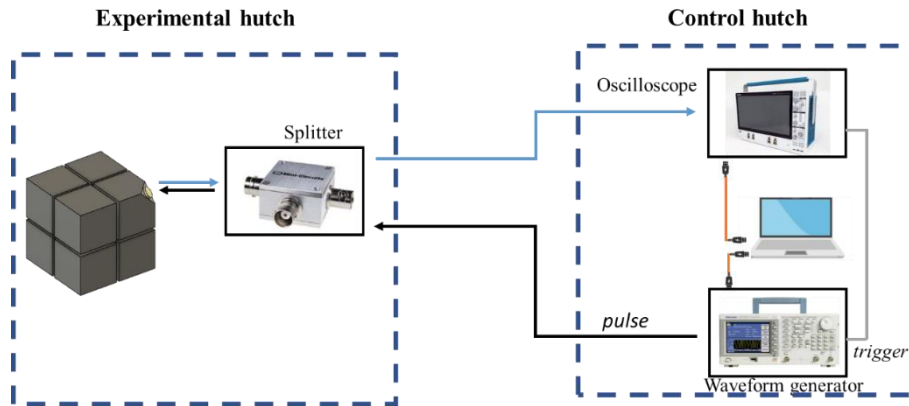 Experimental hutch
Control hutch
Oscilloscope
Splitter
pulse
trigger
Waveform generator